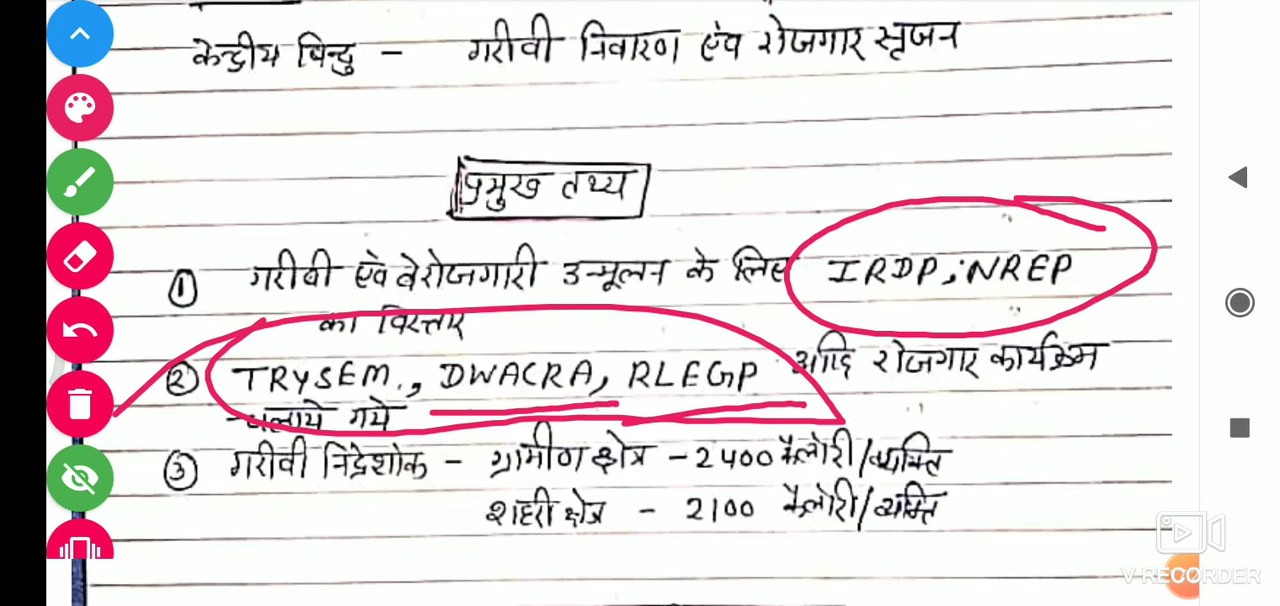 केन्द्रीय बिन्दु - गरीबी निवारण एंव रोजगार सृजन
प्रमुख तथ्य
① गरीबी एंव बेरोजगारी उन्मूलन के लिए IRDP, NREP
का विस्तार
② TRYSEM, DWACRA, RLEGP आदि रोजगार कार्यक्रम
चलाये गये
③ गरीबी निर्देशोक - ग्रामीण क्षेत्र - 2400 कैलोरी/व्यक्ति
शहरी क्षेत्र - 2100 कैलोरी/व्यक्ति
V-RECORDER